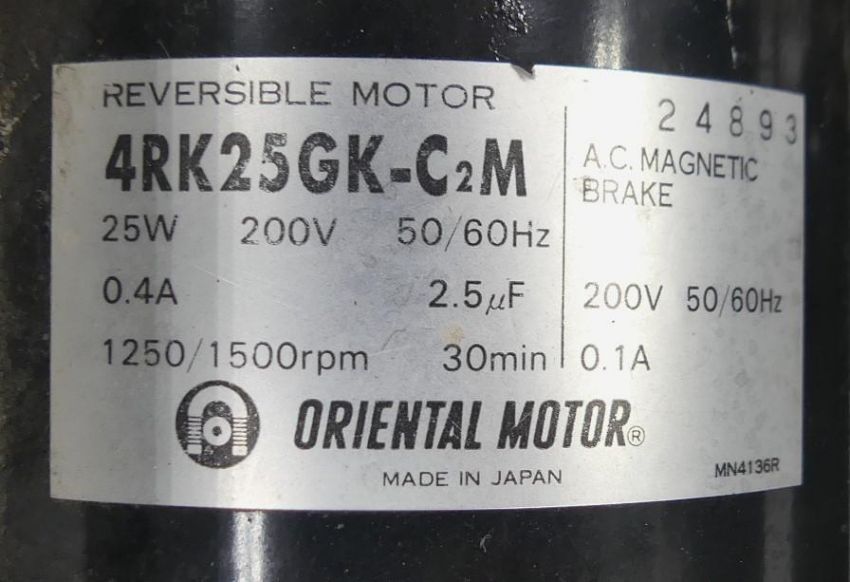 REVERSIBLE MOTOR
4RK25GK-C₂M
25W 200V 50/60Hz
0.4A 2.5μF
1250/1500rpm 30min
24893
A.C. MAGNETIC
BRAKE
200V 50/60Hz
0.1A
ORIENTAL MOTOR®
MADE IN JAPAN
MN4136R